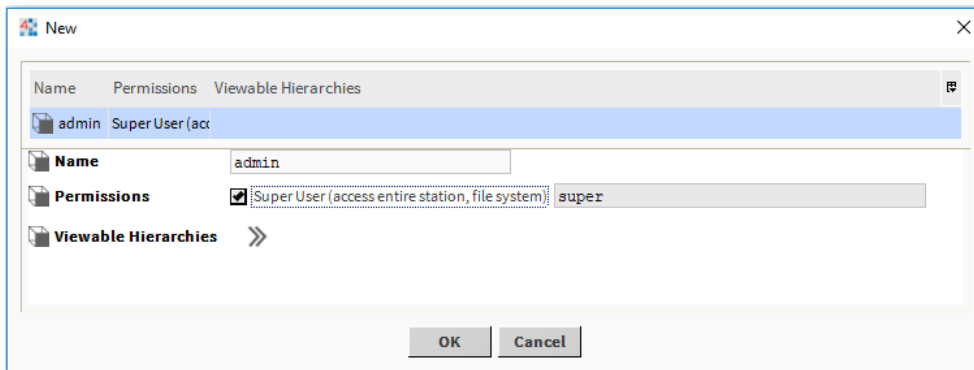 New
Name Permissions Viewable Hierarchies
admin Super User (acc
Name admin
Permissions Super User (access entire station, file system) super
Viewable Hierarchies
OK Cancel